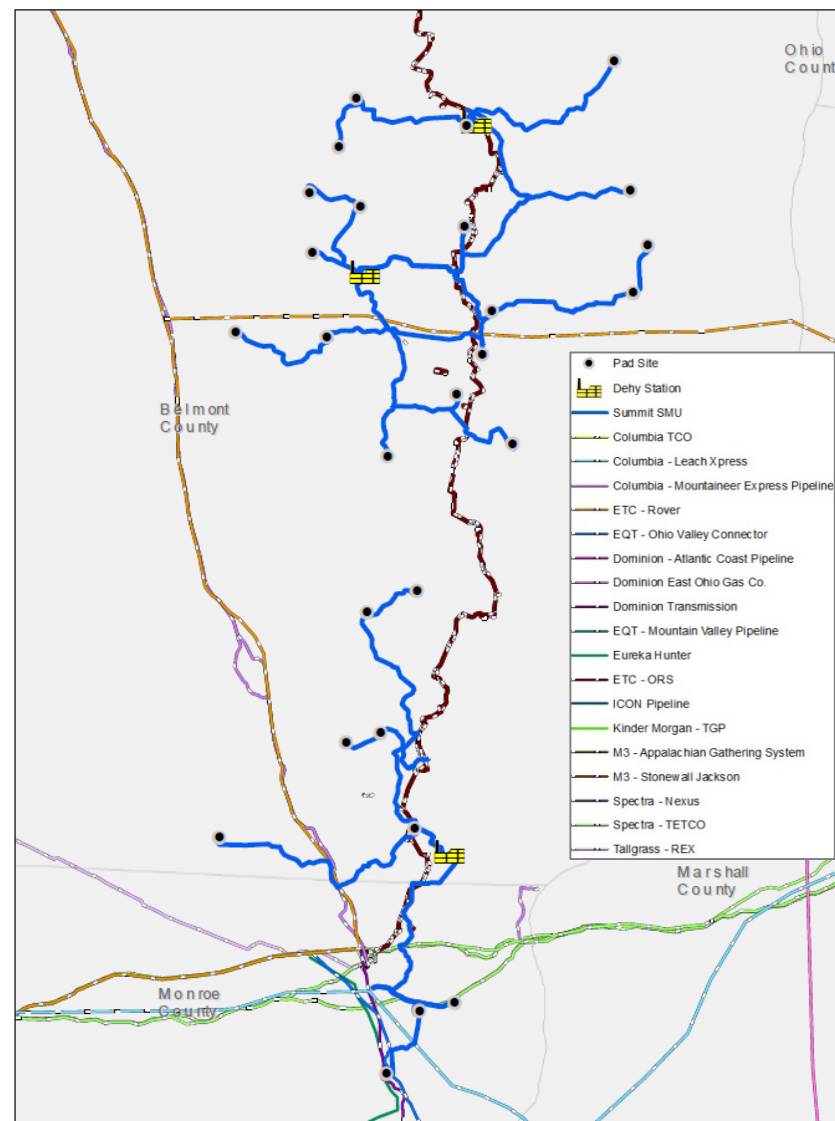 Ohio
County
Belmont
County
Pad Site
Dehy Station
Summit SMU
Columbia TCO
Columbia - Leach Xpress
Columbia - Mountaineer Express Pipeline
ETC - Rover
EQT - Ohio Valley Connector
Dominion - Atlantic Coast Pipeline
Dominion East Ohio Gas Co.
Dominion Transmission
EQT - Mountain Valley Pipeline
Eureka Hunter
ETC - ORS
ICON Pipeline
Kinder Morgan - TGP
M3 - Appalachian Gathering System
M3 - Stonewall Jackson
Spectra - Nexus
Spectra - TETCO
Tallgrass - REX
Marshall
County
Monroe
County